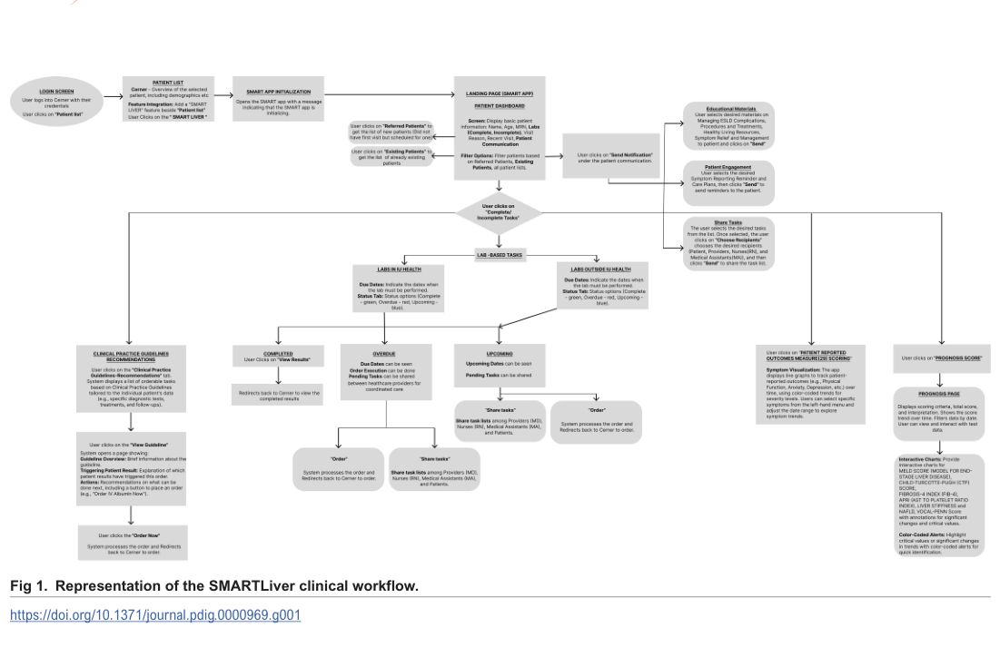 LOGIN SCREEN
User logs into Cerner with their
credentials
User clicks on "Patient list"
PATIENT LIST
Cerner - Overview of the selected
patient, including demographics etc
Feature Integration: Add a "SMART
LIVER" feature beside "Patient list"
User Clicks on the " SMART LIVER "
SMART APP INITIALIZATION
Opens the SMART app with a message
indicating that the SMART app is
initializing.
LANDING PAGE (SMART APP)
PATIENT DASHBOARD
Screen: Display basic patient
information: Name, Age, MRN, Labs
(Complete, Incomplete), Visit
Reason, Recent Visit, Patient
Communication
Filter Options: Filter patients based
on Referred Patients, Existing
Patients, all patient lists.
User clicks on "Referred Patients" to
get the list of new patients (Did not
have first visit but scheduled for one)
User clicks on "Existing Patients" to
get the list of already existing
patients
User clicks on "Send Notification"
under the patient communication.
Educational Materials
User selects desired materials on
Managing ESLD Complications,
Procedures and Treatments,
Healthy Living Resources,
Symptom Relief and Management
to patient and clicks on "Send"
Patient Engagement
User selects the desired
Symptom Reporting Reminder and
Care Plans, then clicks "Send" to
send reminders to the patient.
Share Tasks
The user selects the desired tasks
from the list. Once selected, the user
clicks on "Choose Recipients"
chooses the desired recipients
(Patient, Providers, Nurses(RN), and
Medical Assistants(MA), and then
clicks "Send" to share the task list.
User clicks on
"Complete/
Incomplete Tasks"
LAB -BASED TASKS
LABS IN IU HEALTH
Due Dates: Indicate the dates when
the lab must be performed.
Status Tab: Status options (Complete
- green, Overdue - red, Upcoming -
blue).
LABS OUTSIDE IU HEALTH
Due Dates: Indicate the dates when
the lab must be performed.
Status Tab: Status options (Complete
- green, Overdue - red, Upcoming -
blue).
CLINICAL PRACTICE GUIDELINES
RECOMMENDATIONS
User clicks on the "Clinical Practice
Guidelines-Recommendations" tab.
System displays a list of orderable tasks
based on Clinical Practice Guidelines
tailored to the individual patient's data
(e.g., specific diagnostic tests,
treatments, and follow-ups).
User clicks on the "View Guideline"
System opens a page showing:
Guideline Overview: Brief information about the
guideline.
Triggering Patient Result: Explanation of which
patient results have triggered this order.
Actions: Recommendations on what can be
done next, including a button to place an order
(e.g., "Order IV Albumin Now").
User clicks the "Order Now"
System processes the order and Redirects
back to Cerner to order.
COMPLETED
User Clicks on "View Results"
Redirects back to Cerner to view the
completed results
OVERDUE
Due Dates can be seen
Order Execution can be done
Pending Tasks can be shared
between healthcare providers for
coordinated care
"Order"
System processes the order and
Redirects back to Cerner to order.
"Share tasks"
Share task lists among Providers (MD),
Nurses (RN), Medical Assistants (MA),
and Patients.
UPCOMING
Upcoming Dates can be seen
Pending Tasks can be shared
"Share tasks"
Share task lists among Providers (MD),
Nurses (RN), Medical Assistants (MA),
and Patients.
"Order"
System processes the order and
Redirects back to Cerner to order.
User clicks on "PATIENT REPORTED
OUTCOMES MEASURE[29] SCORING"
Symptom Visualization: The app
displays line graphs to track patient-
reported outcomes (e.g., Physical
Function, Anxiety, Depression, etc.) over
time, using color-coded trends for
severity levels. Users can select specific
symptoms from the left-hand menu and
adjust the date range to explore
symptom trends.
User clicks on "PROGNOSIS SCORE"
PROGNOSIS PAGE
Displays scoring criteria, total score,
and interpretation. Shows the score
trend over time. Filters data by date.
User can view and interact with test
data.
Interactive Charts: Provide
Interactive charts for
MELD SCORE (MODEL FOR END-
STAGE LIVER DISEASE),
CHILD-TURCOTTE-PUGH (CTP)
SCORE,
FIBROSIS-4 INDEX (FIB-4),
APRI (AST TO PLATELET RATIO
INDEX), LIVER STIFFNESS and
NAFLD, VOCAL-PENN Score
with annotations for significant
changes and critical values.
Color-Coded Alerts: Highlight
critical values or significant changes
in trends with color-coded alerts for
quick identification.
Fig 1. Representation of the SMARTLiver clinical workflow.
https://doi.org/10.1371/journal.pdig.0000969.g001